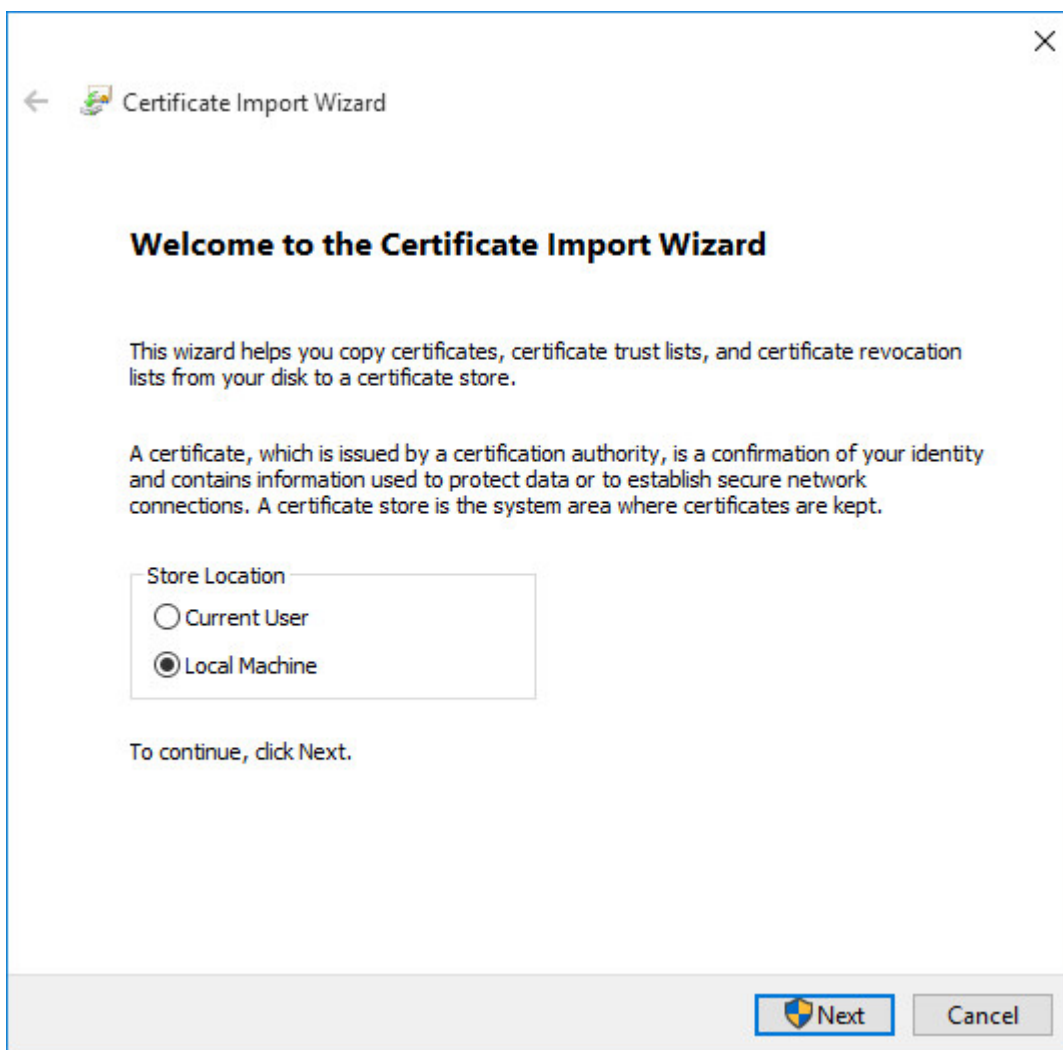 Certificate Import Wizard
Welcome to the Certificate Import Wizard
This wizard helps you copy certificates, certificate trust lists, and certificate revocation
lists from your disk to a certificate store.
A certificate, which is issued by a certification authority, is a confirmation of your identity
and contains information used to protect data or to establish secure network
connections. A certificate store is the system area where certificates are kept.
Store Location
Current User
Local Machine
To continue, click Next.
Next
Cancel